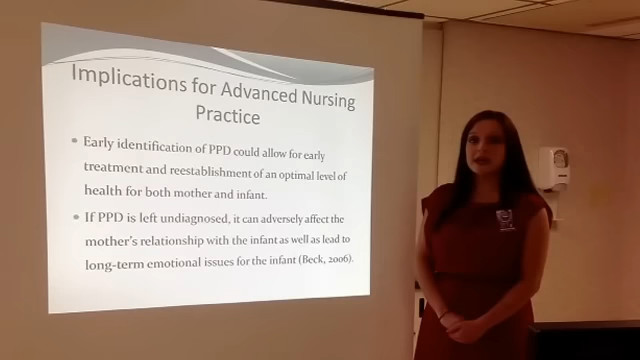 Implications for Advanced Nursing
Practice
• Early identification of PPD could allow for early
treatment and reestablishment of an optimal level of
health for both mother and infant.
• If PPD is left undiagnosed, it can adversely affect the
mother's relationship with the infant as well as lead to
long-term emotional issues for the infant (Beck, 2006).